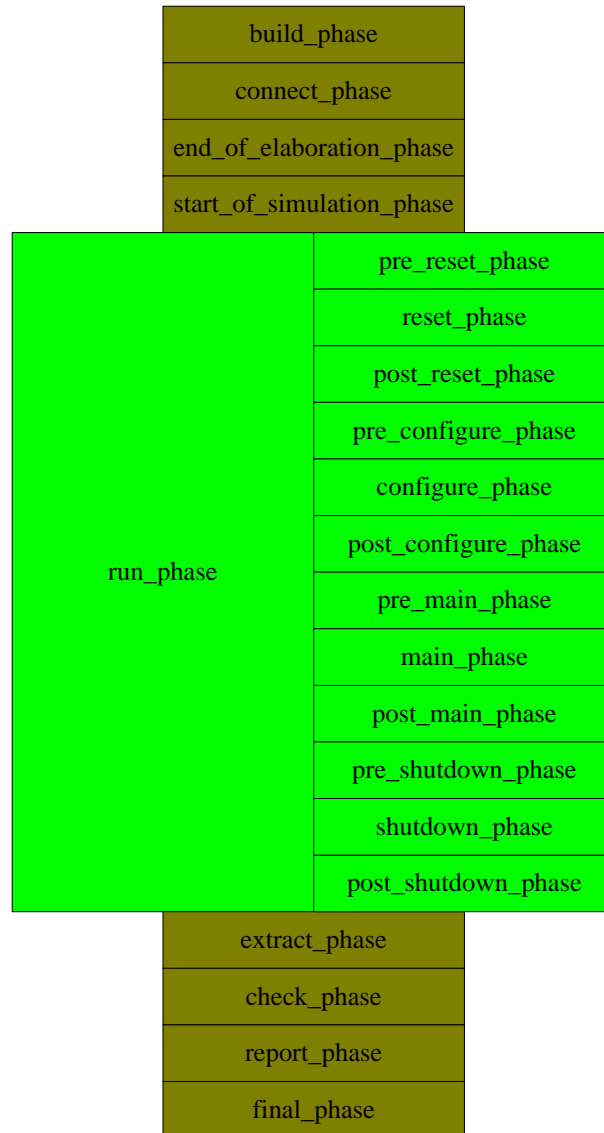 build_phase
connect_phase
end_of_elaboration_phase
start_of_simulation_phase
run_phase
pre_reset_phase
reset_phase
post_reset_phase
pre_configure_phase
configure_phase
post_configure_phase
pre_main_phase
main_phase
post_main_phase
pre_shutdown_phase
shutdown_phase
post_shutdown_phase
extract_phase
check_phase
report_phase
final_phase